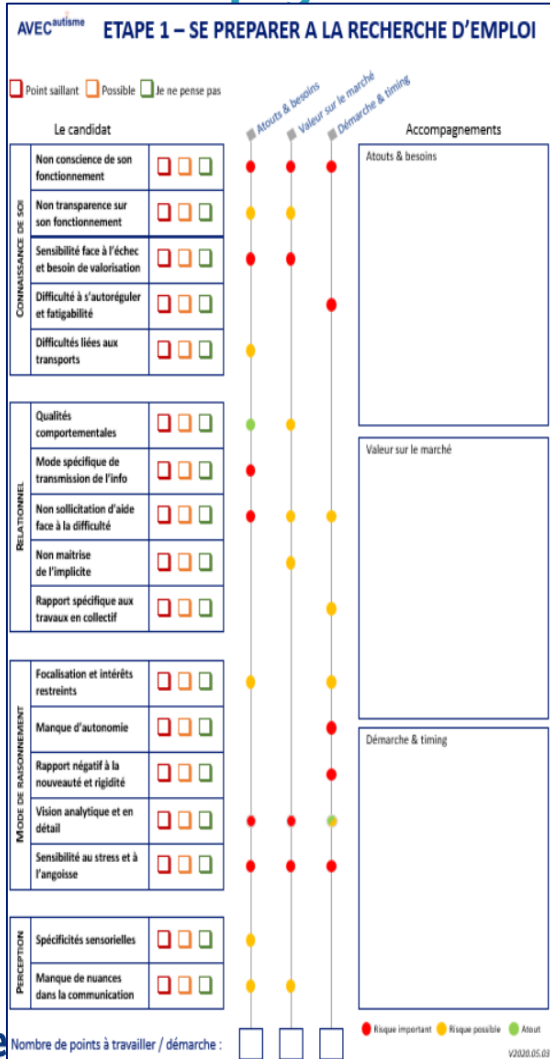 AVECautisme
ETAPE 1 – SE PREPARER A LA RECHERCHE D'EMPLOI
Point saillant Possible Je ne pense pas
Atouts & besoins
Valeur sur le marché
Démarche & timing
Le candidat
Accompagnements
CONNAISSANCE DE SOI
Non conscience de son
fonctionnement
Non transparence sur
son fonctionnement
Sensibilité face à l'échec
et besoin de valorisation
Difficulté à s'autoréguler
et fatigabilité
Difficultés liées aux
transports
Atouts & besoins
RELATIONNEL
Qualités
comportementales
Mode spécifique de
transmission de l'info
Non sollicitation d'aide
face à la difficulté
Non maitrise
de l'implicite
Rapport spécifique aux
travaux en collectif
Valeur sur le marché
MODE DE RAISONNEMENT
Focalisation et intérêts
restreints
Manque d'autonomie
Rapport négatif à la
nouveauté et rigidité
Vision analytique et en
détail
Sensibilité au stress et à
l'angoisse
Démarche & timing
PERCEPTION
Spécificités sensorielles
Manque de nuances
dans la communication
Nombre de points à travailler / démarche :
Risque important Risque possible Atout
V2020.05.03